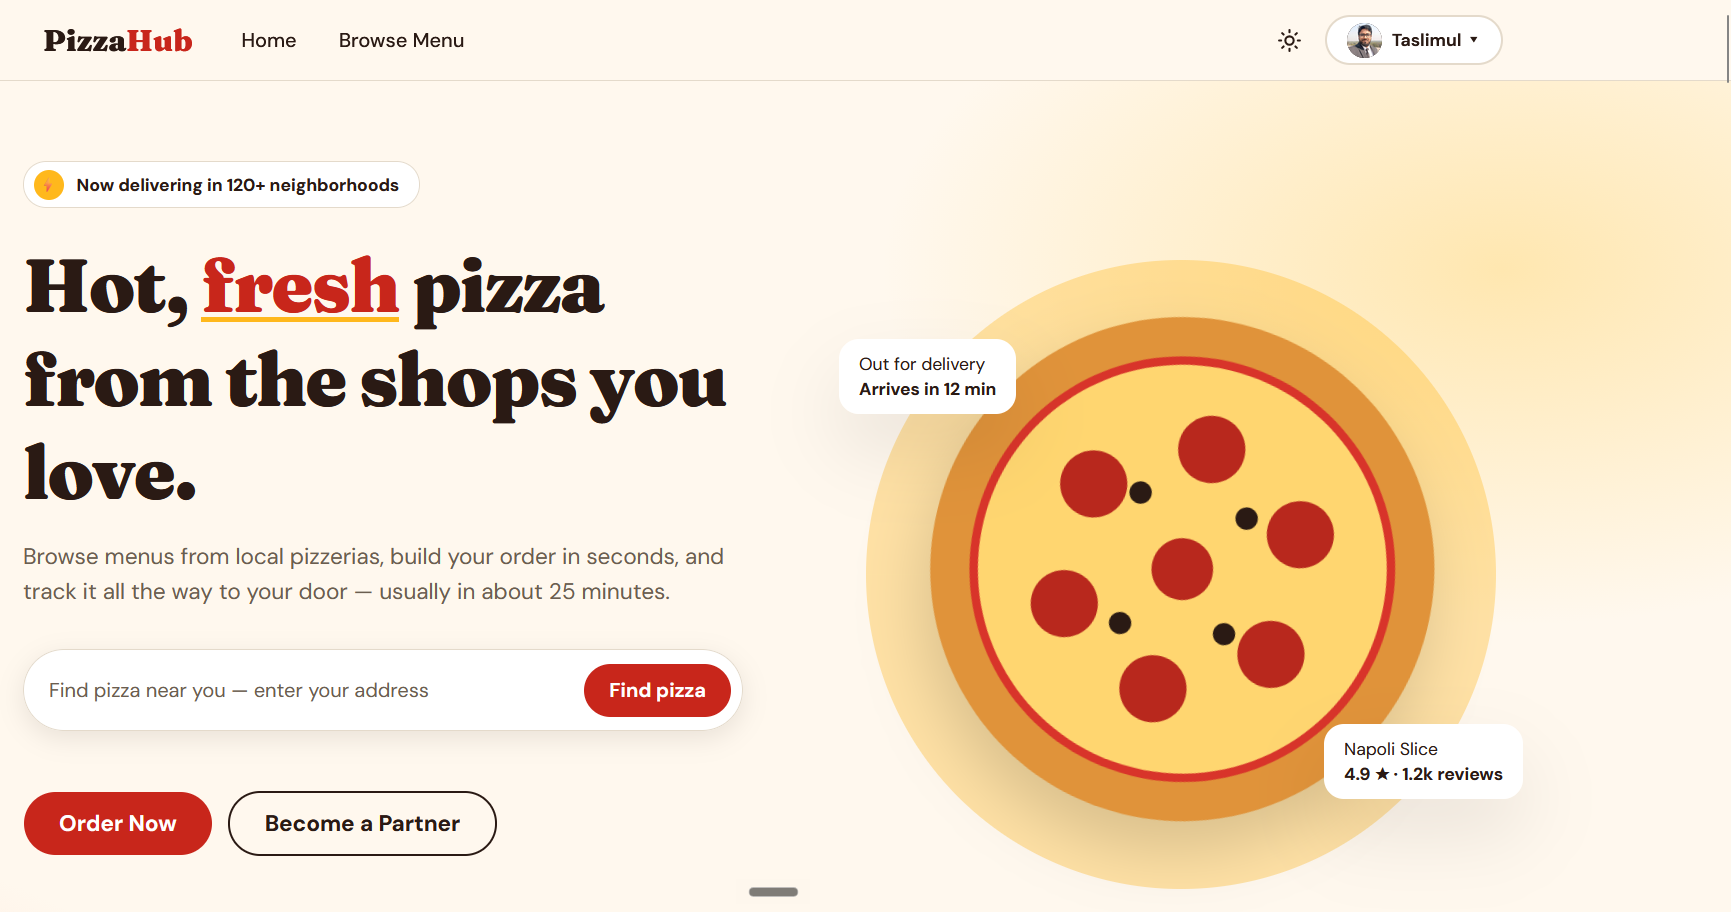 PizzaHub Home Browse Menu Taslimul ▾
Now delivering in 120+ neighborhoods
Hot, fresh pizza
from the shops you
love.
Browse menus from local pizzerias, build your order in seconds, and
track it all the way to your door — usually in about 25 minutes.
Find pizza near you — enter your address Find pizza
Order Now Become a Partner
Out for delivery
Arrives in 12 min
Napoli Slice
4.9 ★ · 1.2k reviews